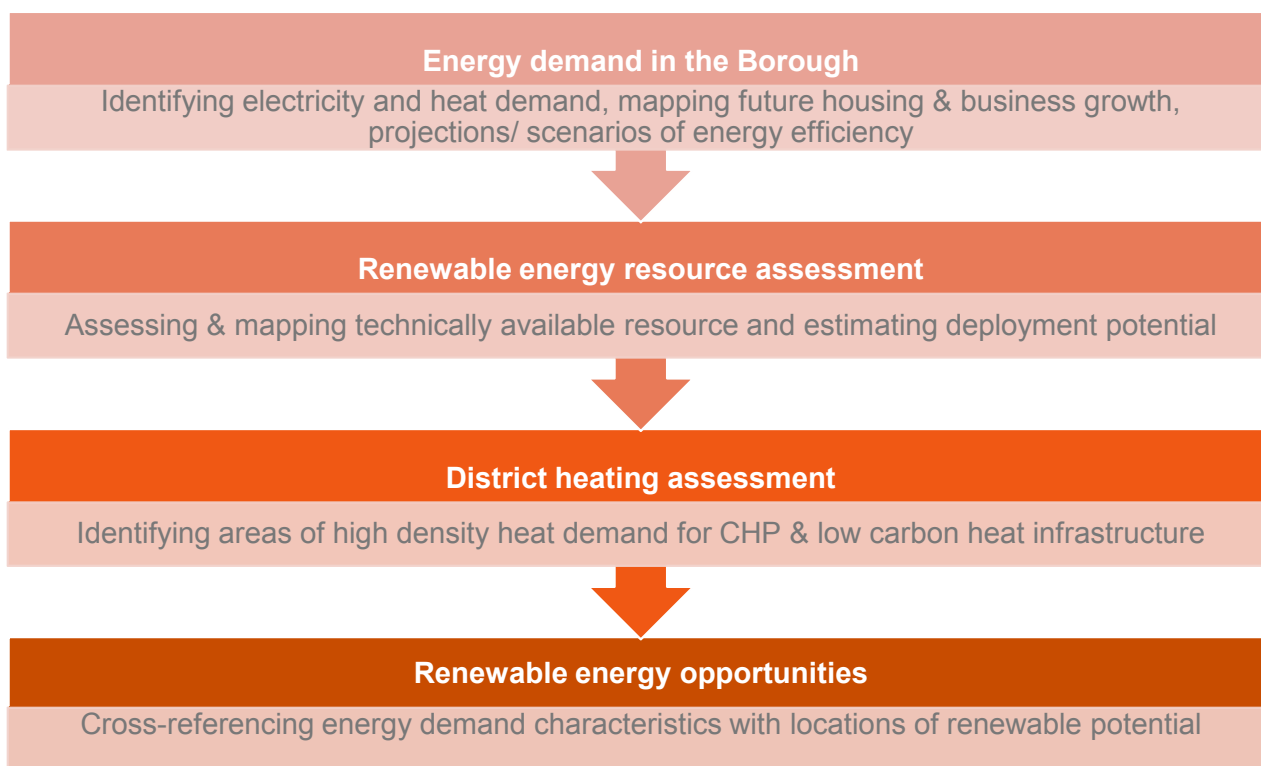 Energy demand in the Borough
Identifying electricity and heat demand, mapping future housing & business growth,
projections/ scenarios of energy efficiency
Renewable energy resource assessment
Assessing & mapping technically available resource and estimating deployment potential
District heating assessment
Identifying areas of high density heat demand for CHP & low carbon heat infrastructure
Renewable energy opportunities
Cross-referencing energy demand characteristics with locations of renewable potential